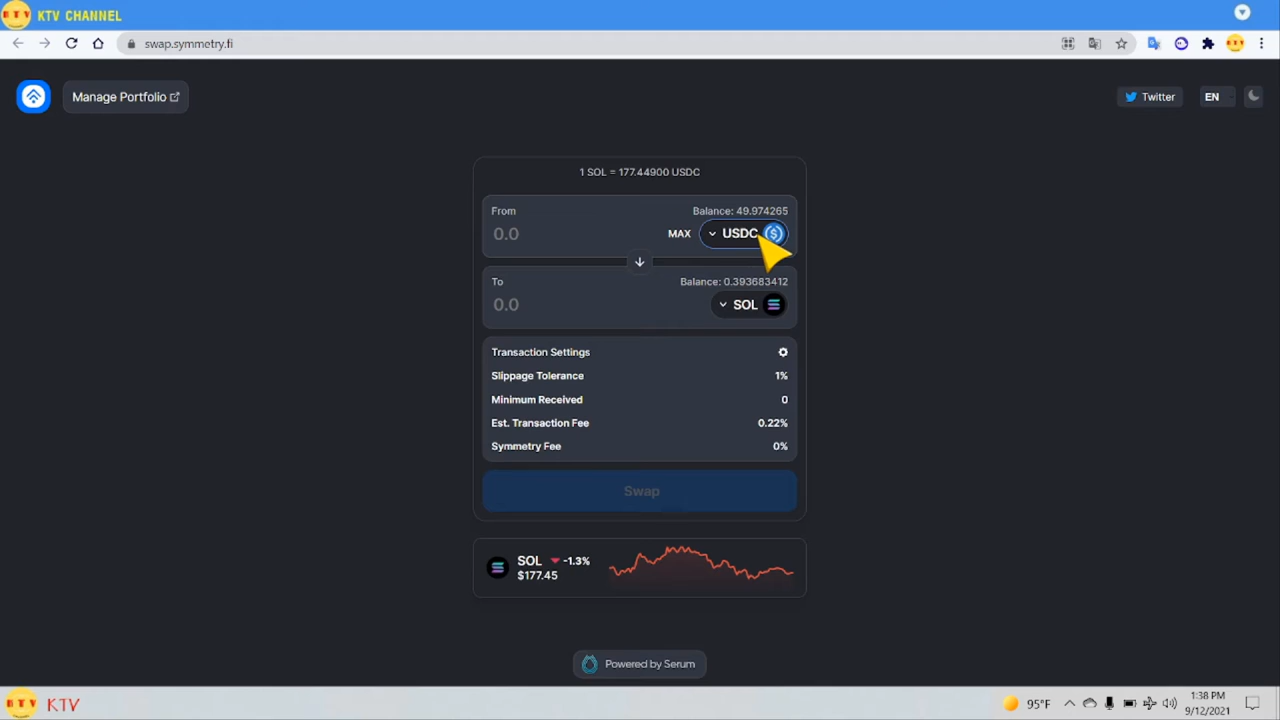 KTV CHANNEL
swap.symmetry.fi
Manage Portfolio
Twitter
EN
1 SOL = 177.44900 USDC
From
Balance: 49.974265
0.0
MAX
USDC
To
Balance: 0.393683412
0.0
SOL
Transaction Settings
Slippage Tolerance 1%
Minimum Received 0
Est. Transaction Fee 0.22%
Symmetry Fee 0%
Swap
SOL -1.3%
$177.45
Powered by Serum
KTV
KTV
95°F
1:38 PM
9/12/2021